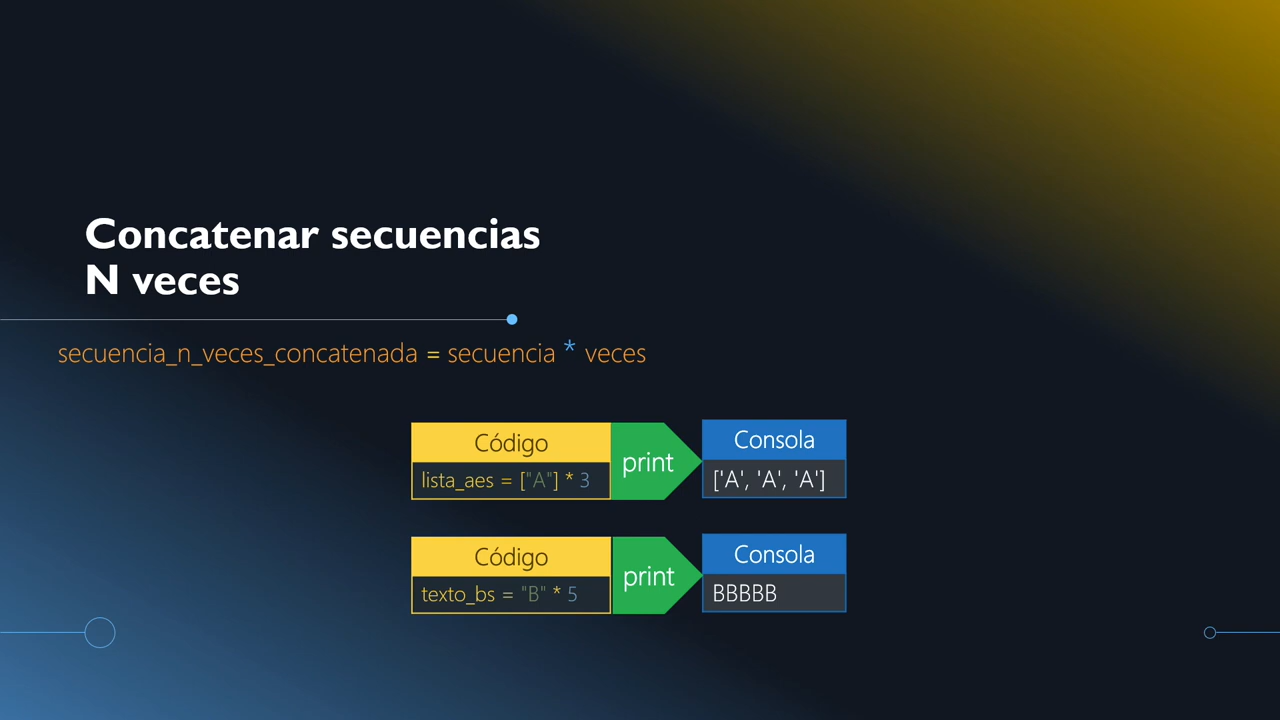 Concatenar secuencias
N veces
secuencia_n_veces_concatenada = secuencia * veces
Código
lista_aes = ["A"] * 3
print
Consola
['A', 'A', 'A']
Código
texto_bs = "B" * 5
print
Consola
BBBBB